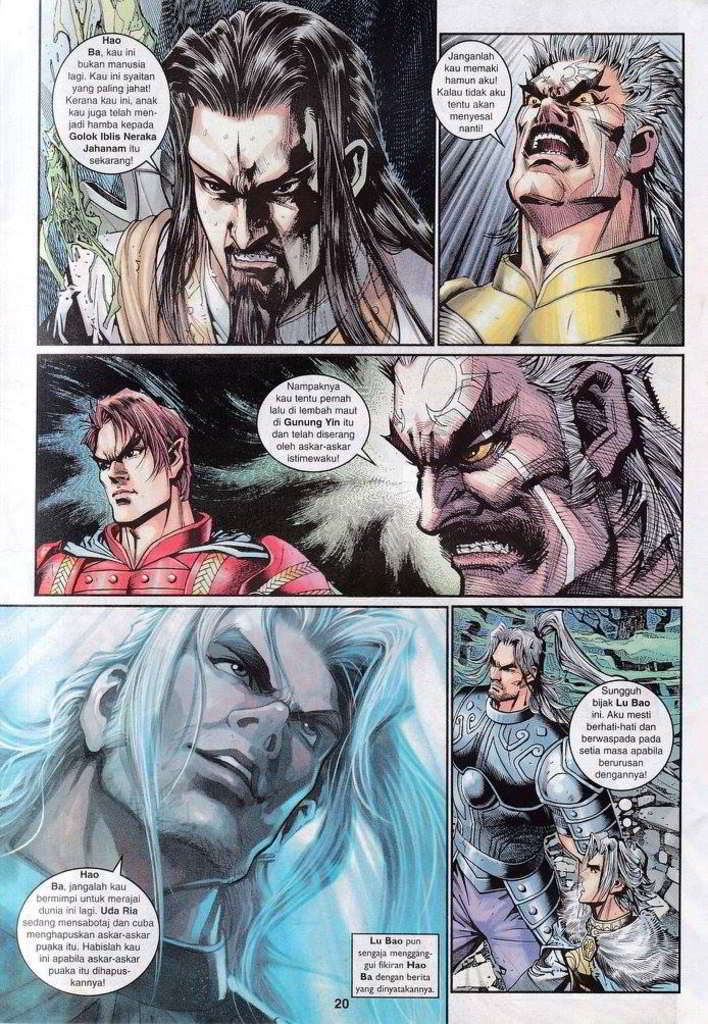 Hao
Ba, kau ini
bukan manusia
lagi. Kau ini syaitan
yang paling jahat!
Kerana kau ini, anak
kau juga telah men-
jadi hamba kepada
Golok Iblis Neraka
Jahanam itu
sekarang!
Janganlah
kau memaki
hamun aku!
Kalau tidak aku
tentu akan
menyesal
nanti!
Nampaknya
kau tentu pernah
lalu di lembah maut
di Gunung Yin itu
dan telah diserang
oleh askar-askar
istimewaku!
Hao
Ba, jangalah kau
bermimpi untuk merajai
dunia ini lagi. Uda Ria
sedang mensabotaj dan cuba
menghapuskan askar-askar
puaka itu. Habislah kau
ini apabila askar-askar
puaka itu dihapus-
kannya!
Lu Bao pun
sengaja menggang-
gui fikiran Hao
Ba dengan berita
yang dinyatakannya.
Sungguh
bijak Lu Bao
ini. Aku mesti
berhati-hati dan
berwaspada pada
setia masa apabila
berurusan
dengannya!
20